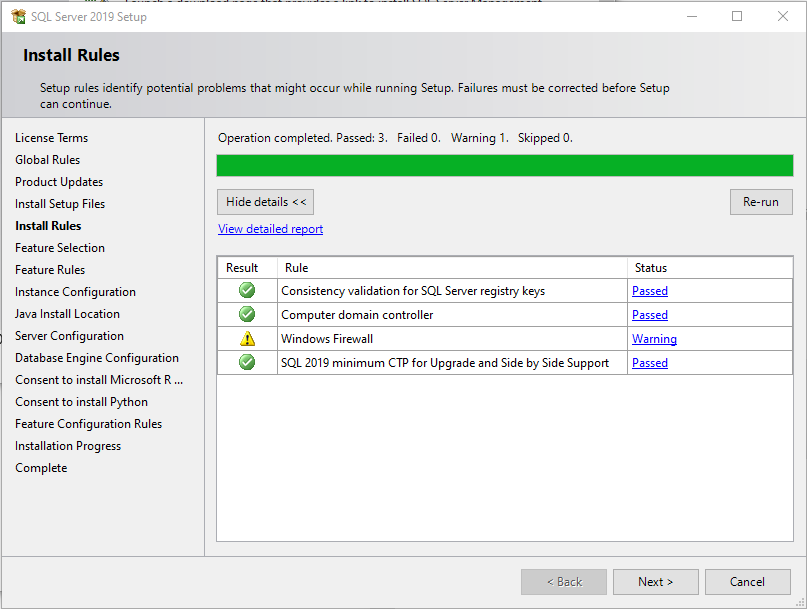 SQL Server 2019 Setup
Install Rules
Setup rules identify potential problems that might occur while running Setup. Failures must be corrected before Setup
can continue.
License Terms
Global Rules
Product Updates
Install Setup Files
Install Rules
Feature Selection
Feature Rules
Instance Configuration
Java Install Location
Server Configuration
Database Engine Configuration
Consent to install Microsoft R ...
Consent to install Python
Feature Configuration Rules
Installation Progress
Complete
Operation completed. Passed: 3. Failed 0. Warning 1. Skipped 0.
Hide details << Re-run
View detailed report
Result Rule Status
Consistency validation for SQL Server registry keys Passed
Computer domain controller Passed
Windows Firewall Warning
SQL 2019 minimum CTP for Upgrade and Side by Side Support Passed
< Back Next > Cancel